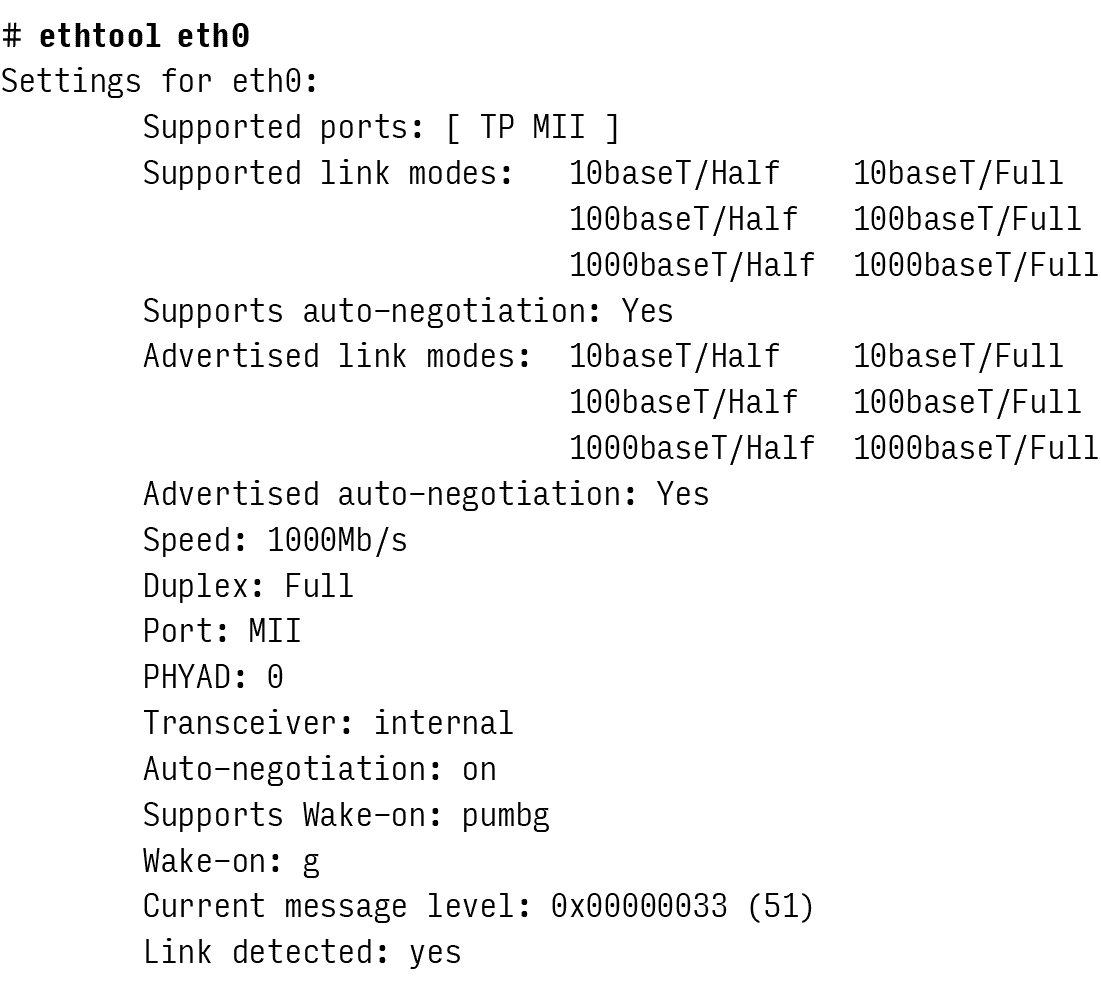 # ethtool eth0
Settings for eth0:
        Supported ports: [ TP MII ]
        Supported link modes:   10baseT/Half    10baseT/Full
                                100baseT/Half   100baseT/Full
                                1000baseT/Half  1000baseT/Full
        Supports auto-negotiation: Yes
        Advertised link modes:  10baseT/Half    10baseT/Full
                                100baseT/Half   100baseT/Full
                                1000baseT/Half  1000baseT/Full
        Advertised auto-negotiation: Yes
        Speed: 1000Mb/s
        Duplex: Full
        Port: MII
        PHYAD: 0
        Transceiver: internal
        Auto-negotiation: on
        Supports Wake-on: pumbg
        Wake-on: g
        Current message level: 0x00000033 (51)
        Link detected: yes